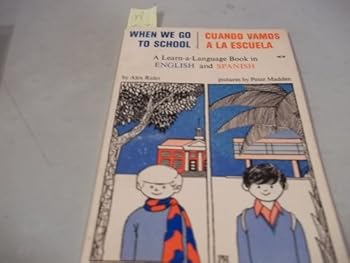 WHEN WE GO CUANDO VAMOS
TO SCHOOL A LA ESCUELA
A Learn-a-Language Book in
ENGLISH and SPANISH
by Alex Rider pictures by Peter Madden